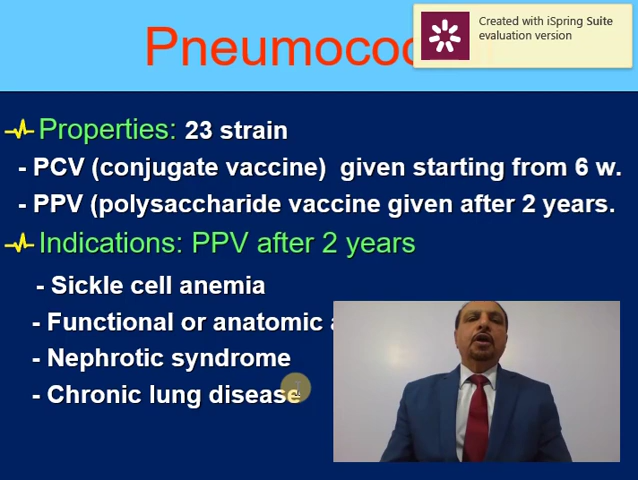 Created with iSpring Suite
evaluation version
Properties: 23 strain
- PCV (conjugate vaccine) given starting from 6 w.
- PPV (polysaccharide vaccine given after 2 years.
Indications: PPV after 2 years
- Sickle cell anemia
- Functional or anatomic
- Nephrotic syndrome
- Chronic lung disease